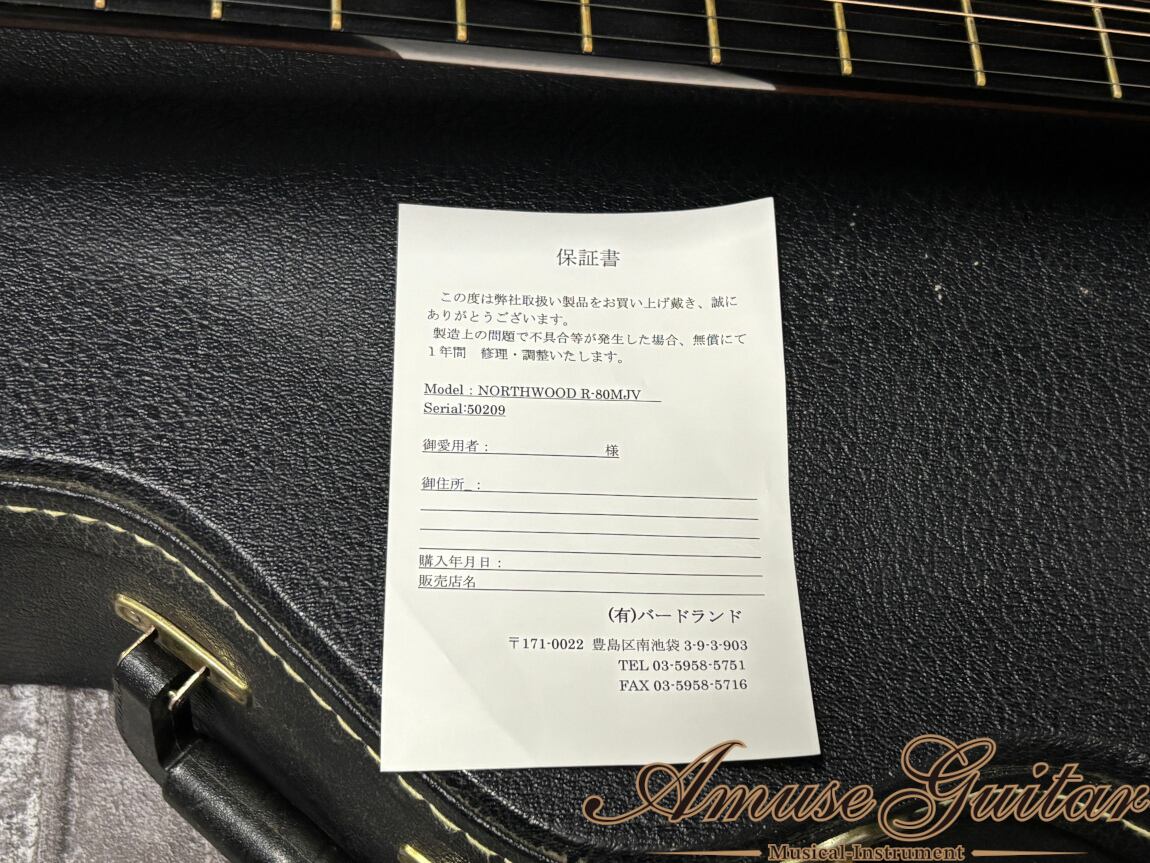 保証書
この度は弊社取扱い製品をお買い上げ戴き、誠に
ありがとうございます。
製造上の問題で不具合等が発生した場合、無償にて
１年間　修理・調整いたします。
Model : NORTHWOOD R-80MJV
Serial:50209
御愛用者：　　　　　　　　様
御住所_：
購入年月日：
販売店名
(有)バードランド
〒171-0022 豊島区南池袋 3-9-3-903
TEL 03-5958-5751
FAX 03-5958-5716
Amuse Guitar
Musical-Instrument